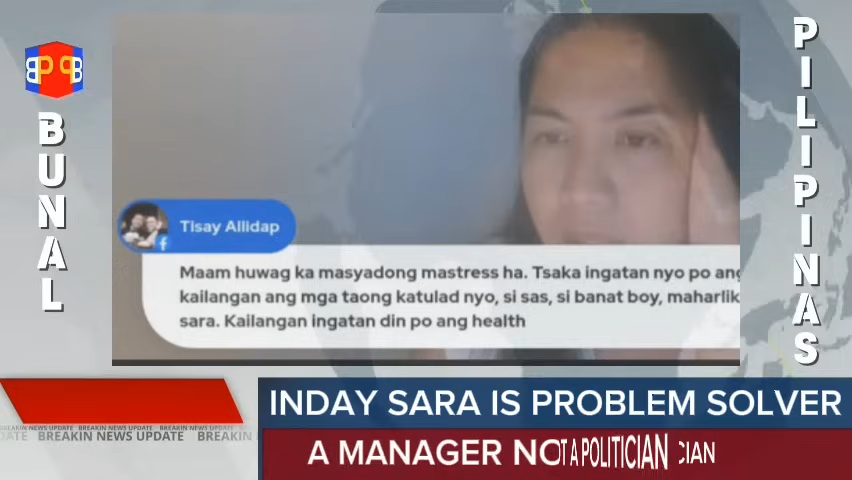 BPPB
BUNAL
PILIPINAS
Tisay Allidap
Maam huwag ka masyadong mastress ha. Tsaka ingatan nyo po ang
kailangan ang mga taong katulad nyo, si sas, si banat boy, maharlik
sara. Kailangan ingatan din po ang health
INDAY SARA IS PROBLEM SOLVER
BREAKIN NEWS UPDATE BREAKIN NEWS UPDATE BREAKIN NEWS UPDATE
DATE BREAKIN NEWS UPDATE BREAKIN
A MANAGER NOT A POLITICIAN